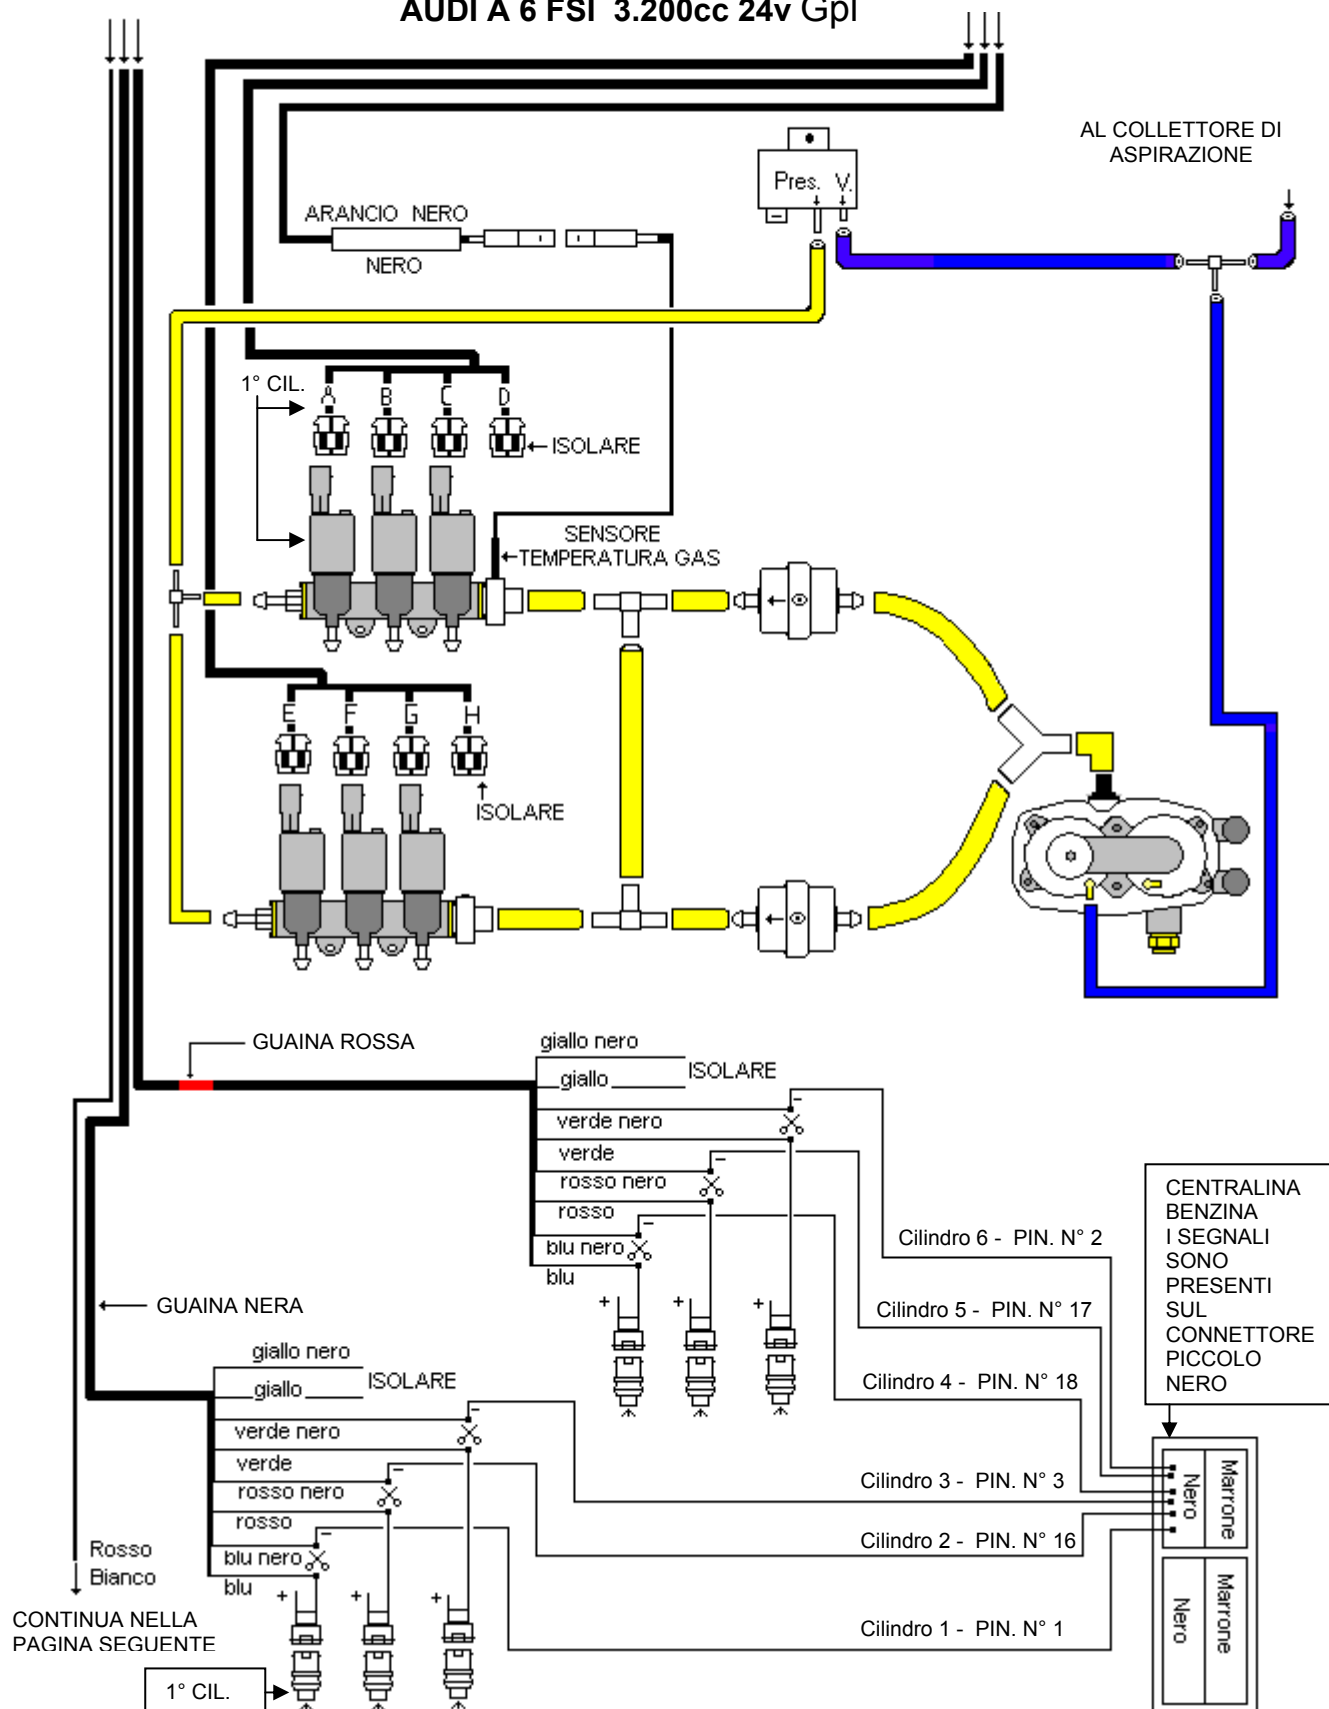 AUDI A 6 FSI 3.200cc 24v Gpl
AL COLLETTORE DI
ASPIRAZIONE
Pres. V.
ARANCIO NERO
NERO
1° CIL.
A B C D
ISOLARE
SENSORE
TEMPERATURA GAS
E F G H
ISOLARE
GUAINA ROSSA
giallo nero
giallo
ISOLARE
verde nero
verde
rosso nero
rosso
blu nero
blu
CENTRALINA
BENZINA
I SEGNALI
SONO
PRESENTI
SUL
CONNETTORE
PICCOLO
NERO
Cilindro 6 - PIN. N° 2
Cilindro 5 - PIN. N° 17
Cilindro 4 - PIN. N° 18
Cilindro 3 - PIN. N° 3
Cilindro 2 - PIN. N° 16
Cilindro 1 - PIN. N° 1
GUAINA NERA
giallo nero
giallo
ISOLARE
verde nero
verde
rosso nero
rosso
blu nero
blu
Nero
Marrone
Nero
Marrone
Rosso
Bianco
CONTINUA NELLA
PAGINA SEGUENTE
1° CIL.